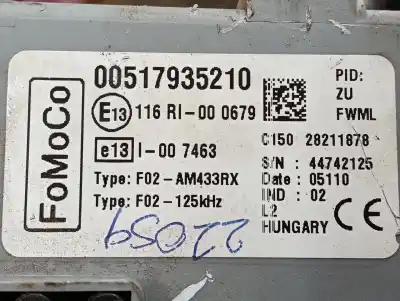 FoMoCo
00517935210
E13 116 RI-00 0679
e13 I-00 7463
Type: F02-AM433RX
Type: F02-125kHz
PID:
ZU
FWML
C150 28211878
S/N : 44742125
Date : 05110
IND : 02
L2
HUNGARY CE
22059